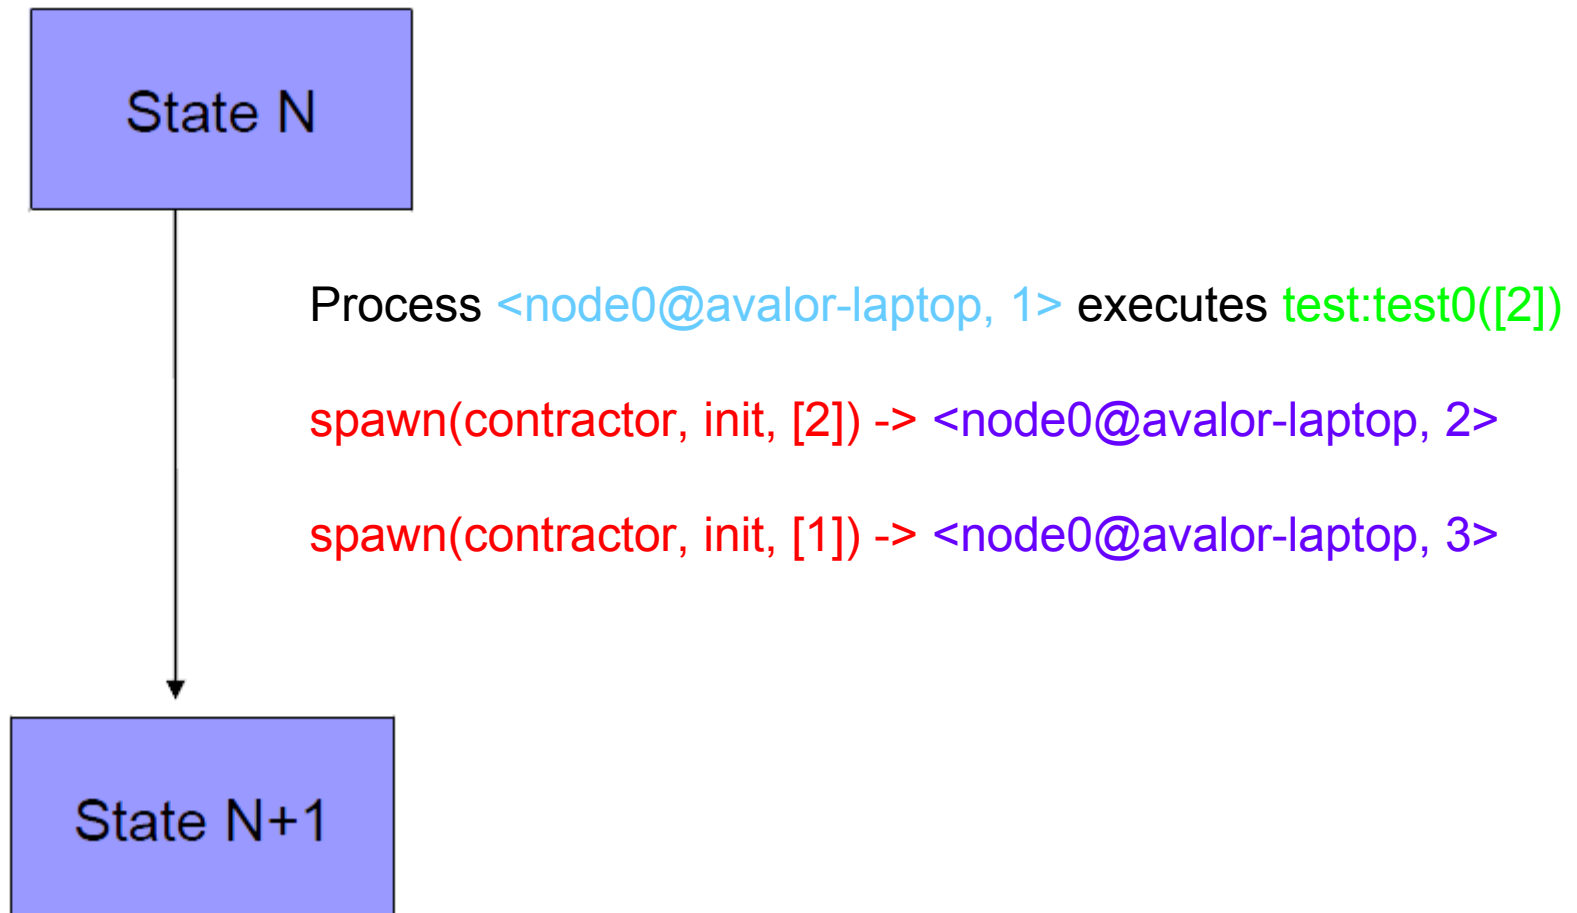 State N
Process <node0@avalor-laptop, 1> executes test:test0([2])
spawn(contractor, init, [2]) -> <node0@avalor-laptop, 2>
spawn(contractor, init, [1]) -> <node0@avalor-laptop, 3>
State N+1